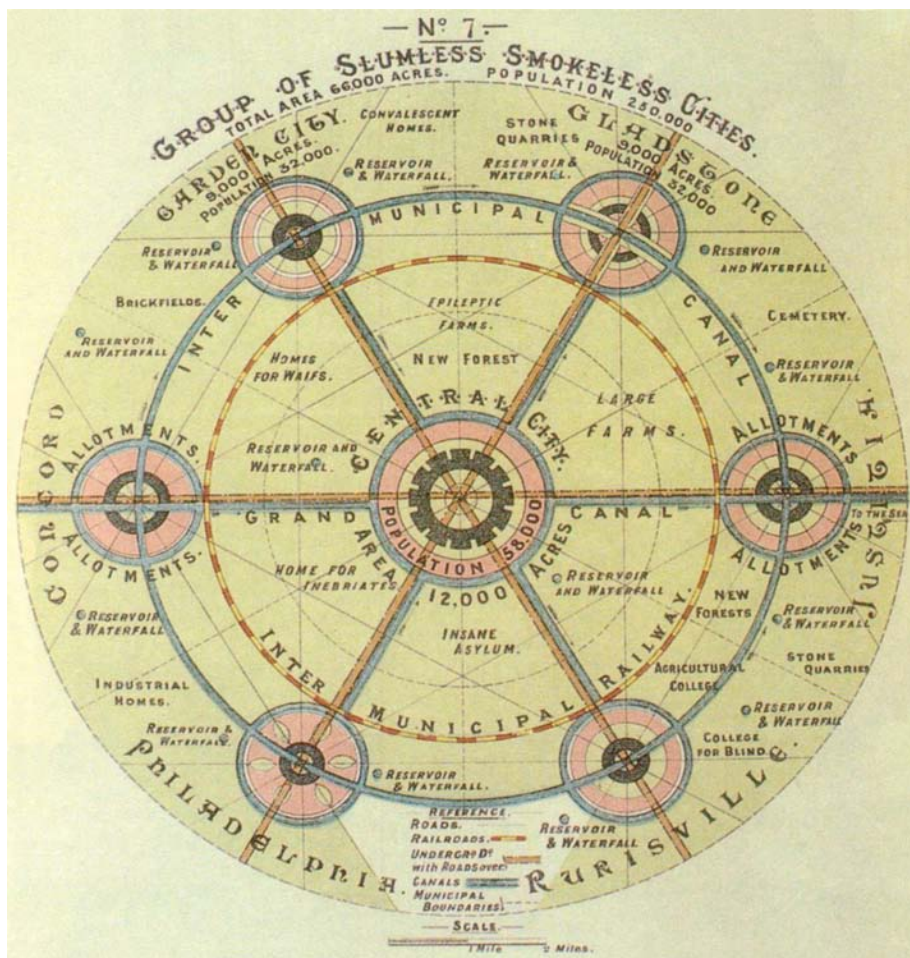 — Nº 7. —
GROUP OF SLUMLESS SMOKELESS CITIES.
TOTAL AREA 66,000 ACRES. POPULATION 250,000
GARDEN CITY.
9,000 ACRES.
POPULATION 32,000.
CONVALESCENT
HOMES.
STONE
QUARRIES
GLADSTONE
9,000 ACRES.
POPULATION 32,000
RESERVOIR
& WATERFALL.
RESERVOIR &
WATERFALL.
INTER MUNICIPAL CANAL
RESERVOIR
& WATERFALL
RESERVOIR
AND WATERFALL
BRICKFIELDS.
EPILEPTIC
FARMS.
CEMETERY.
RESERVOIR
AND WATERFALL
HOMES
FOR WAIFS.
NEW FOREST
RESERVOIR
& WATERFALL
LARGE
FARMS.
CONCORD
ALLOTMENTS.
CENTRAL CITY.
ALLOTMENTS
JUSTITIA.
RESERVOIR AND
WATERFALL.
GRAND CANAL
TO THE SEA
POPULATION 58.000
AREA 12,000 ACRES
ALLOTMENTS.
ALLOTMENTS
HOME FOR
INEBRIATES.
RESERVOIR
AND WATERFALL
NEW
FORESTS
RESERVOIR
& WATERFALL
RESERVOIR
& WATERFALL
INSANE
ASYLUM.
STONE
QUARRIES
INTER MUNICIPAL RAILWAY.
AGRICULTURAL
COLLEGE
INDUSTRIAL
HOMES.
RESERVOIR
& WATERFALL
RESERVOIR &
WATERFALL
COLLEGE
FOR BLIND.
RESERVOIR
& WATERFALL.
PHILADELPHIA.
RURISVILLE
REFERENCE.
ROADS.
RAILROADS.
UNDERGRD Dº
with ROADS over
CANALS
MUNICIPAL
BOUNDARIES.
RESERVOIR
& WATERFALL
— SCALE. —
1 MILE 2 MILES.